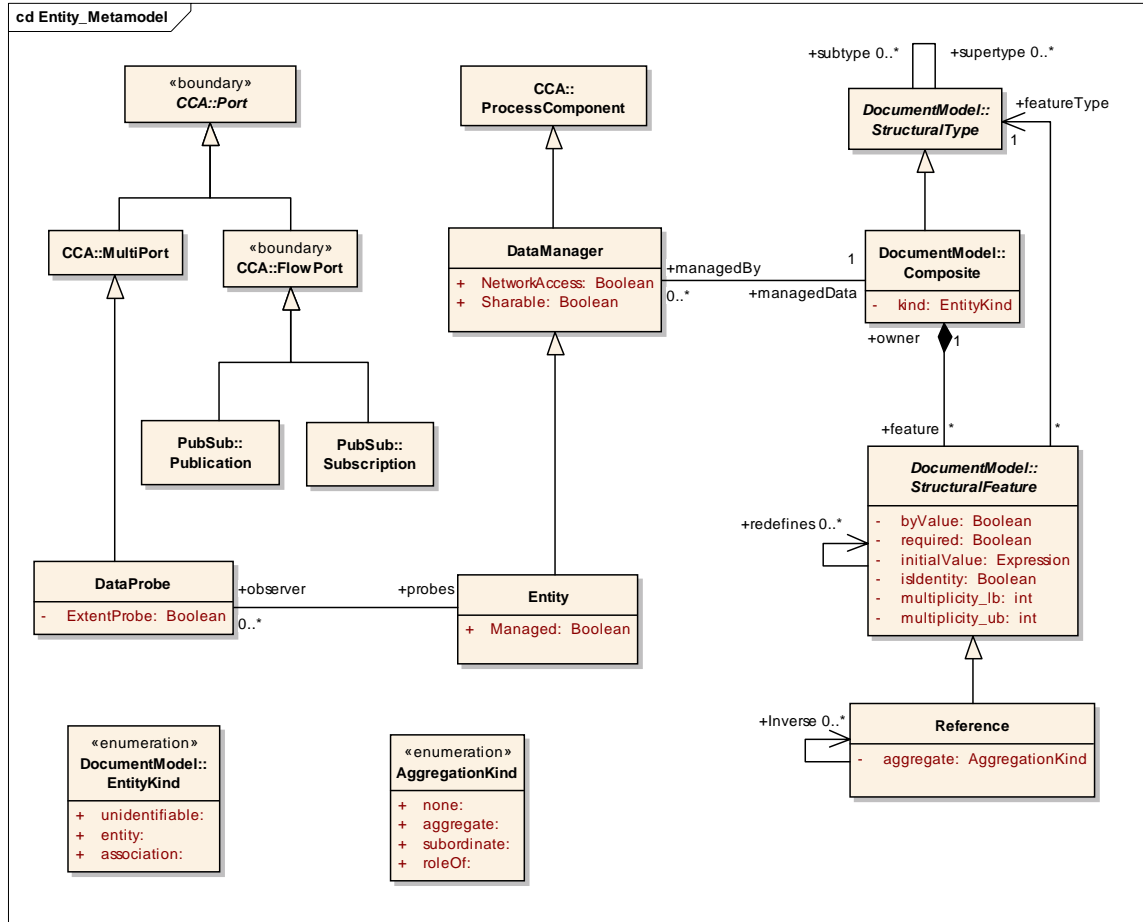 cd Entity_Metamodel
+subtype 0..*
+supertype 0..*
«boundary»
CCA::Port
CCA::
ProcessComponent
DocumentModel::
StructuralType
+featureType
1
CCA::MultiPort
«boundary»
CCA::FlowPort
DataManager
+ NetworkAccess: Boolean
+ Sharable: Boolean
+managedBy
0..*
1
+managedData
DocumentModel::
Composite
- kind: EntityKind
+owner
1
PubSub::
Publication
PubSub::
Subscription
+feature
*
*
DocumentModel::
StructuralFeature
- byValue: Boolean
- required: Boolean
- initialValue: Expression
- isIdentity: Boolean
- multiplicity_lb: int
- multiplicity_ub: int
+redefines 0..*
DataProbe
- ExtentProbe: Boolean
+observer
0..*
+probes
Entity
+ Managed: Boolean
+Inverse 0..*
Reference
- aggregate: AggregationKind
«enumeration»
DocumentModel::
EntityKind
+ unidentifiable:
+ entity:
+ association:
«enumeration»
AggregationKind
+ none:
+ aggregate:
+ subordinate:
+ roleOf: